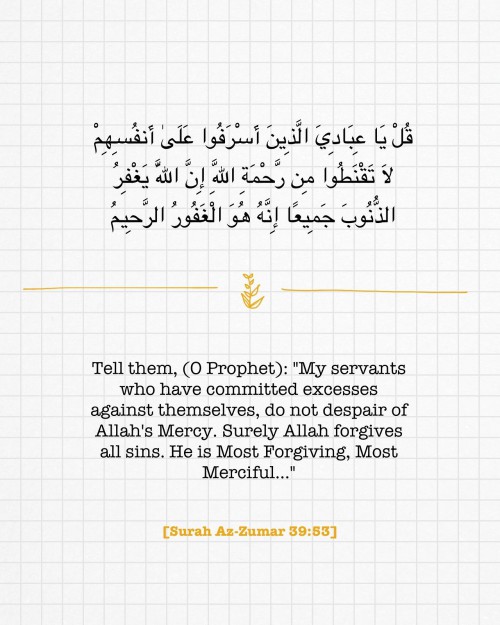 قُلْ يَا عِبَادِيَ الَّذِينَ أَسْرَفُوا عَلَىٰ أَنفُسِهِمْ
لاَ تَقْنَطُوا مِن رَّحْمَةِ اللَّهِ إِنَّ اللَّهَ يَغْفِرُ
الذُّنُوبَ جَمِيعًا إِنَّهُ هُوَ الْغَفُورُ الرَّحِيمُ
Tell them, (O Prophet): "My servants
who have committed excesses
against themselves, do not despair of
Allah's Mercy. Surely Allah forgives
all sins. He is Most Forgiving, Most
Merciful..."
[Surah Az-Zumar 39:53]